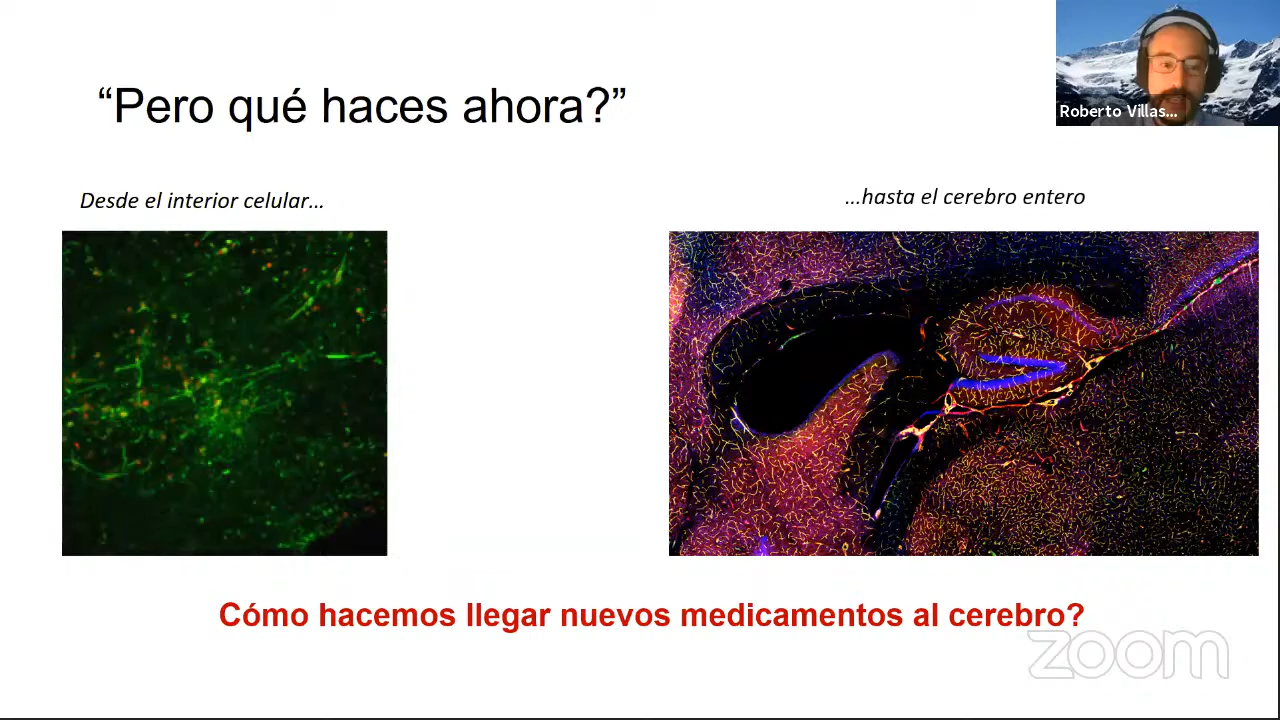 “Pero qué haces ahora?”
Roberto Villas...
Desde el interior celular...
...hasta el cerebro entero
Cómo hacemos llegar nuevos medicamentos al cerebro?
zoom